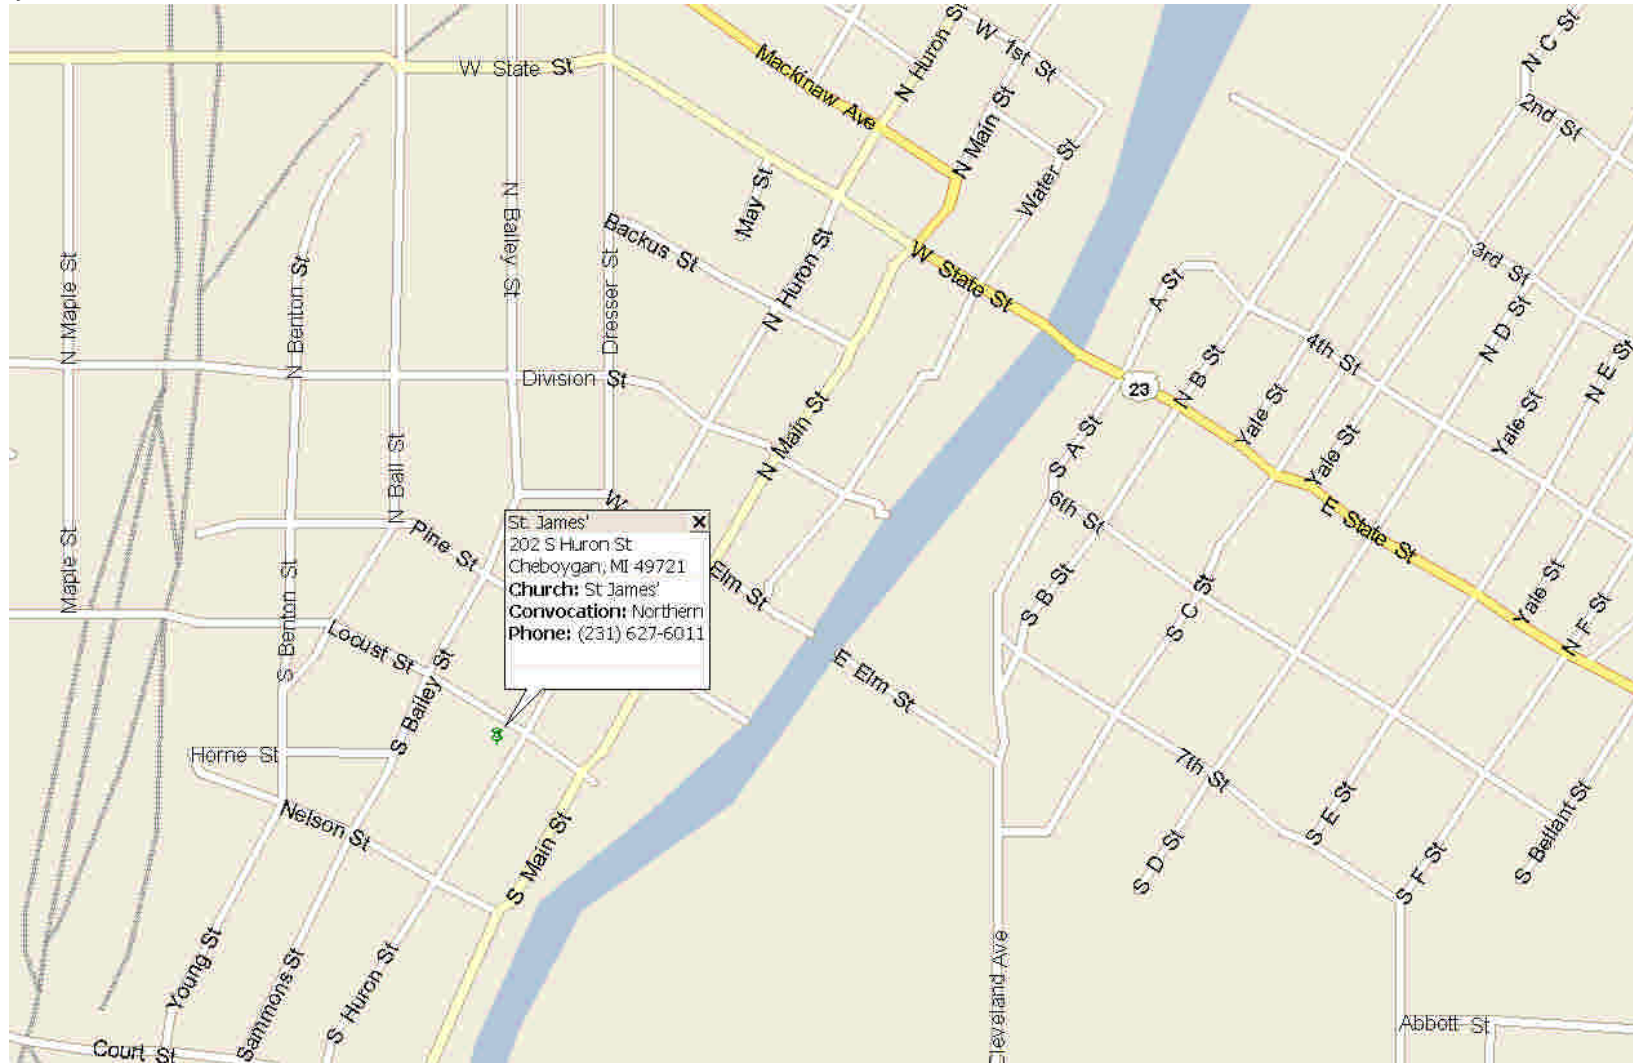 W State St
Mackinaw Ave
N Huron S
W 1st St
N C St
2nd St
N Main St
Water St
N Bailey St
May St
Backus St
N Maple St
N Benton St
Dresser St
N Huron St
W State St
A St
3rd St
N D St
4th St
N E St
Division St
23
N B St
Yale St
Yale St
Yale St
N Main St
S A St
N Ball St
6th St
E State St
Pine St
W
Elm St
St. James'
202 S Huron St
Cheboygan, MI 49721
Church: St James'
Convocation: Northern
Phone: (231) 627-6011
Maple St
S Benton St
Locust St
S Bailey St
S B St
S C St
Yale St
N F St
E Elm St
Horne St
7th St
Nelson St
S Main St
S D St
S E St
S F St
S Bellant St
Young St
Sammons St
S Huron St
Cleveland Ave
Abbott St
Court St